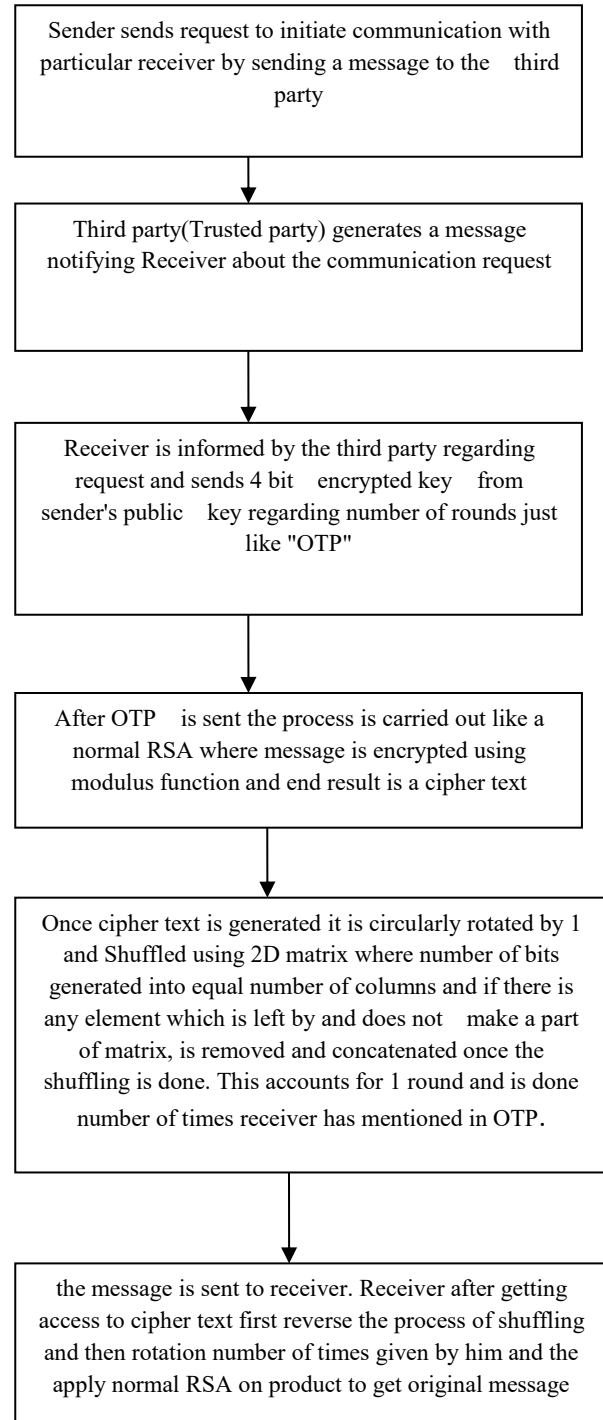 Sender sends request to initiate communication with
particular receiver by sending a message to the third
party
Third party(Trusted party) generates a message
notifying Receiver about the communication request
Receiver is informed by the third party regarding
request and sends 4 bit encrypted key from
sender's public key regarding number of rounds just
like "OTP"
After OTP is sent the process is carried out like a
normal RSA where message is encrypted using
modulus function and end result is a cipher text
Once cipher text is generated it is circularly rotated by 1
and Shuffled using 2D matrix where number of bits
generated into equal number of columns and if there is
any element which is left by and does not make a part
of matrix, is removed and concatenated once the
shuffling is done. This accounts for 1 round and is done
number of times receiver has mentioned in OTP.
the message is sent to receiver. Receiver after getting
access to cipher text first reverse the process of shuffling
and then rotation number of times given by him and the
apply normal RSA on product to get original message